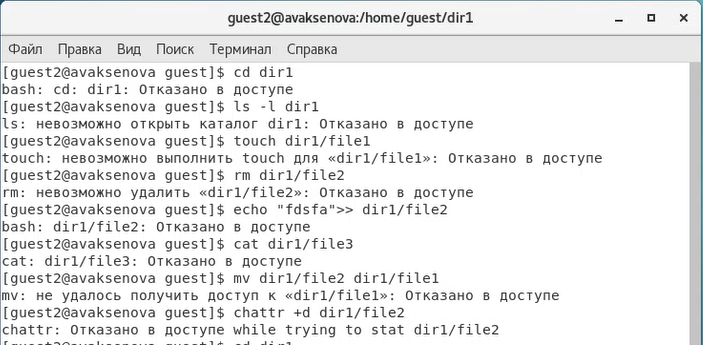 guest2@avaksenova:/home/guest/dir1
Файл Правка Вид Поиск Терминал Справка
[guest2@avaksenova guest]$ cd dir1
bash: cd: dir1: Отказано в доступе
[guest2@avaksenova guest]$ ls -l dir1
ls: невозможно открыть каталог dir1: Отказано в доступе
[guest2@avaksenova guest]$ touch dir1/file1
touch: невозможно выполнить touch для «dir1/file1»: Отказано в доступе
[guest2@avaksenova guest]$ rm dir1/file2
rm: невозможно удалить «dir1/file2»: Отказано в доступе
[guest2@avaksenova guest]$ echo "fdsfa">> dir1/file2
bash: dir1/file2: Отказано в доступе
[guest2@avaksenova guest]$ cat dir1/file3
cat: dir1/file3: Отказано в доступе
[guest2@avaksenova guest]$ mv dir1/file2 dir1/file1
mv: не удалось получить доступ к «dir1/file1»: Отказано в доступе
[guest2@avaksenova guest]$ chattr +d dir1/file2
chattr: Отказано в доступе while trying to stat dir1/file2
[guest2@avaksenova guest]$ cd dir1